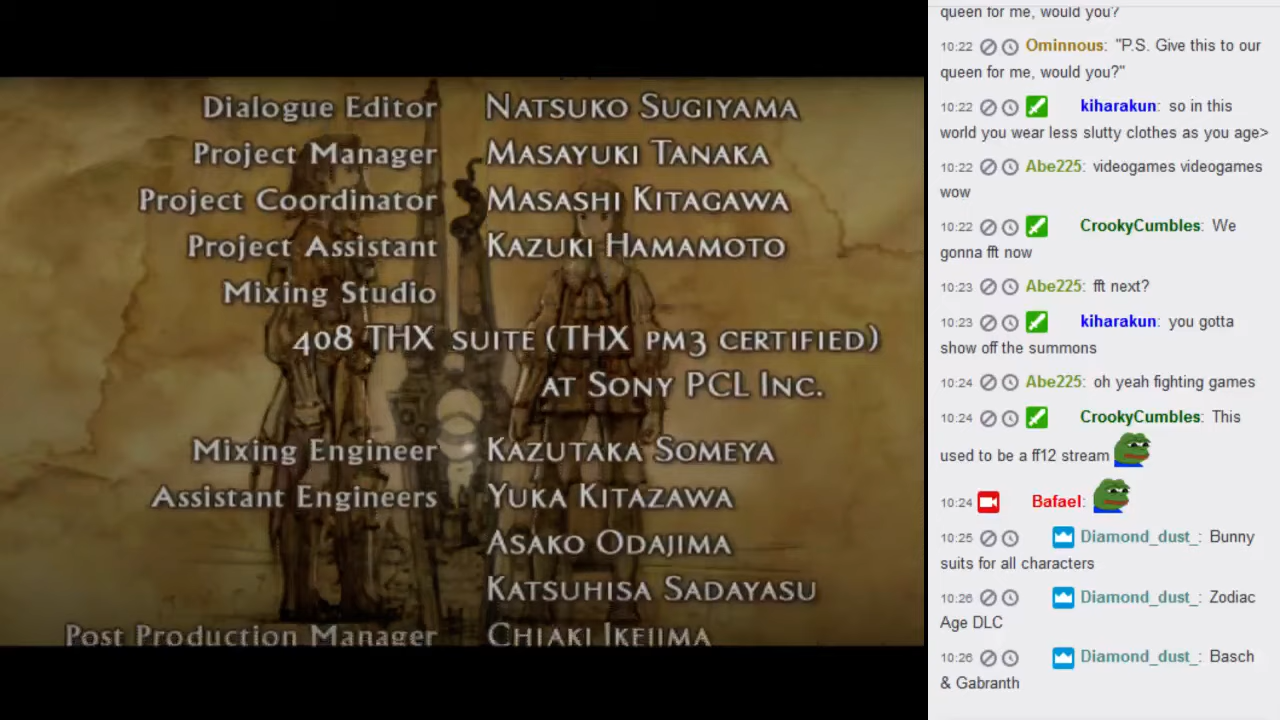 Dialogue Editor Natsuko Sugiyama
Project Manager Masayuki Tanaka
Project Coordinator Masashi Kitagawa
Project Assistant Kazuki Hamamoto
Mixing Studio
408 THX suite (THX pm3 certified)
at Sony PCL Inc.
Mixing Engineer Kazutaka Someya
Assistant Engineers Yuka Kitazawa
Asako Odajima
Katsuhisa Sadayasu
Post Production Manager Chiaki Ikejima
queen for me, would you?
10:22 Ominnous: "P.S. Give this to our
queen for me, would you?"
10:22 kiharakun: so in this
world you wear less slutty clothes as you age>
10:22 Abe225: videogames videogames
wow
10:22 CrookyCumbles: We
gonna fft now
10:23 Abe225: fft next?
10:23 kiharakun: you gotta
show off the summons
10:24 Abe225: oh yeah fighting games
10:24 CrookyCumbles: This
used to be a ff12 stream
10:24 Bafael:
10:25 Diamond_dust_: Bunny
suits for all characters
10:26 Diamond_dust_: Zodiac
Age DLC
10:26 Diamond_dust_: Basch
& Gabranth